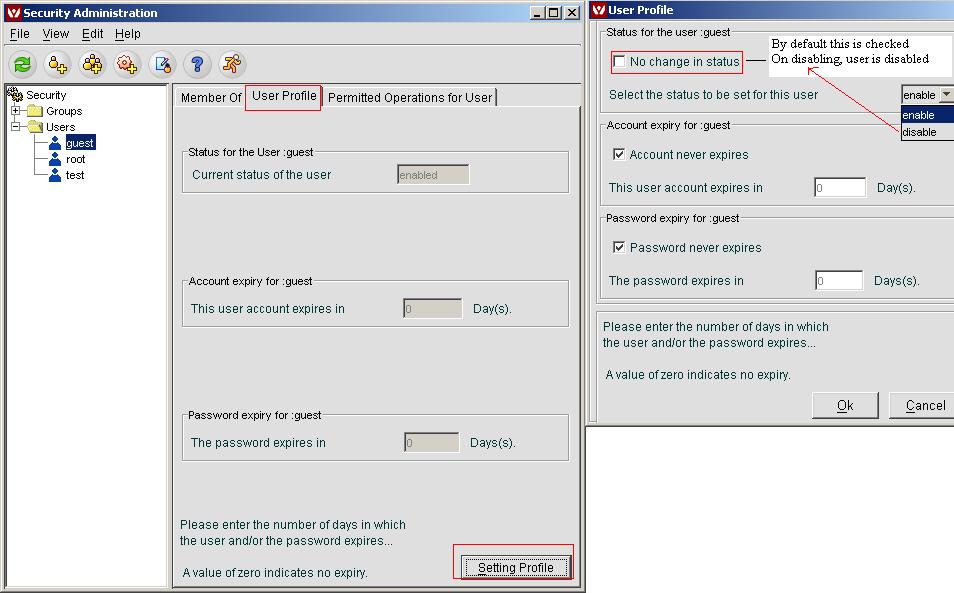 Security Administration
File View Edit Help
Security
Groups
Users
guest
root
test
Member Of User Profile Permitted Operations for User
Status for the User :guest
Current status of the user enabled
Account expiry for :guest
This user account expires in 0 Day(s).
Password expiry for :guest
The password expires in 0 Days(s).
Please enter the number of days in which
the user and/or the password expires...
A value of zero indicates no expiry.
Setting Profile
User Profile
Status for the user :guest
No change in status
By default this is checked
On disabling, user is disabled
Select the status to be set for this user enable
enable
disable
Account expiry for :guest
Account never expires
This user account expires in 0 Day(s).
Password expiry for :guest
Password never expires
The password expires in 0 Days(s).
Please enter the number of days in which
the user and/or the password expires...
A value of zero indicates no expiry.
Ok Cancel